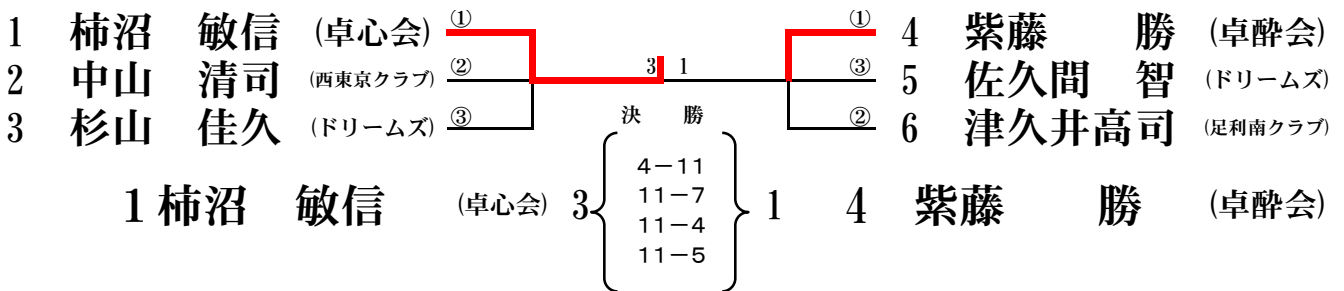 1 柿沼 敏信 (卓心会) ① ① 4 紫藤 勝 (卓酔会)
2 中山 清司 (西東京クラブ) ② 3 1 ③ 5 佐久間 智 (ドリームズ)
3 杉山 佳久 (ドリームズ) ③ 決 勝 ② 6 津久井高司 (足利南クラブ)
4-11
11-7
1 柿沼 敏信 (卓心会) 3 1 4 紫藤 勝 (卓酔会)
11-4
11-5